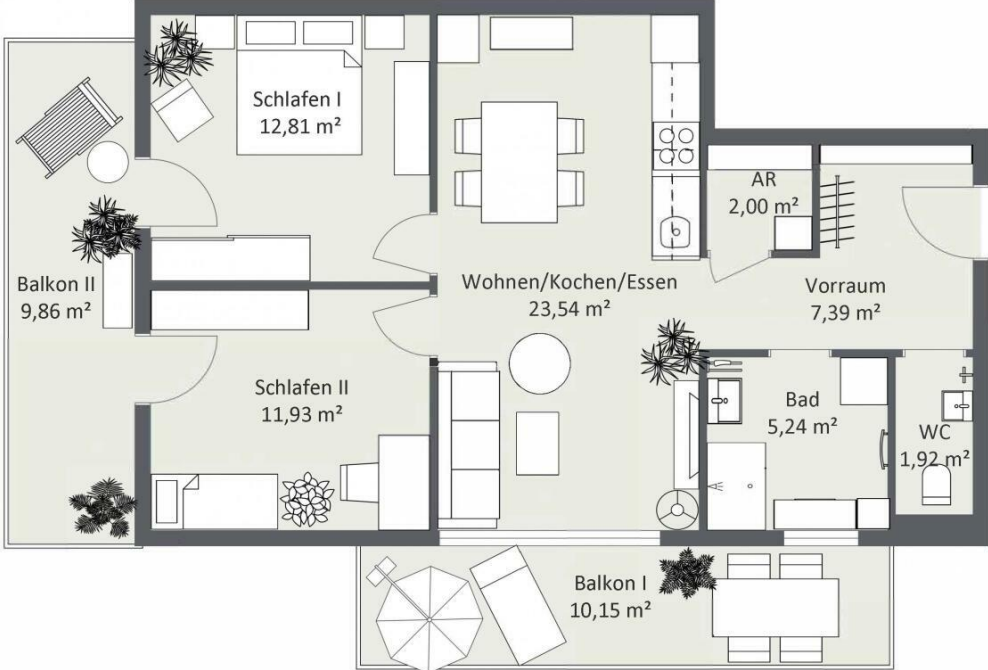 Schlafen I
12,81 m²
AR
2,00 m²
Balkon II
9,86 m²
Wohnen/Kochen/Essen
23,54 m²
Vorraum
7,39 m²
Schlafen II
11,93 m²
Bad
5,24 m²
WC
1,92 m²
Balkon I
10,15 m²